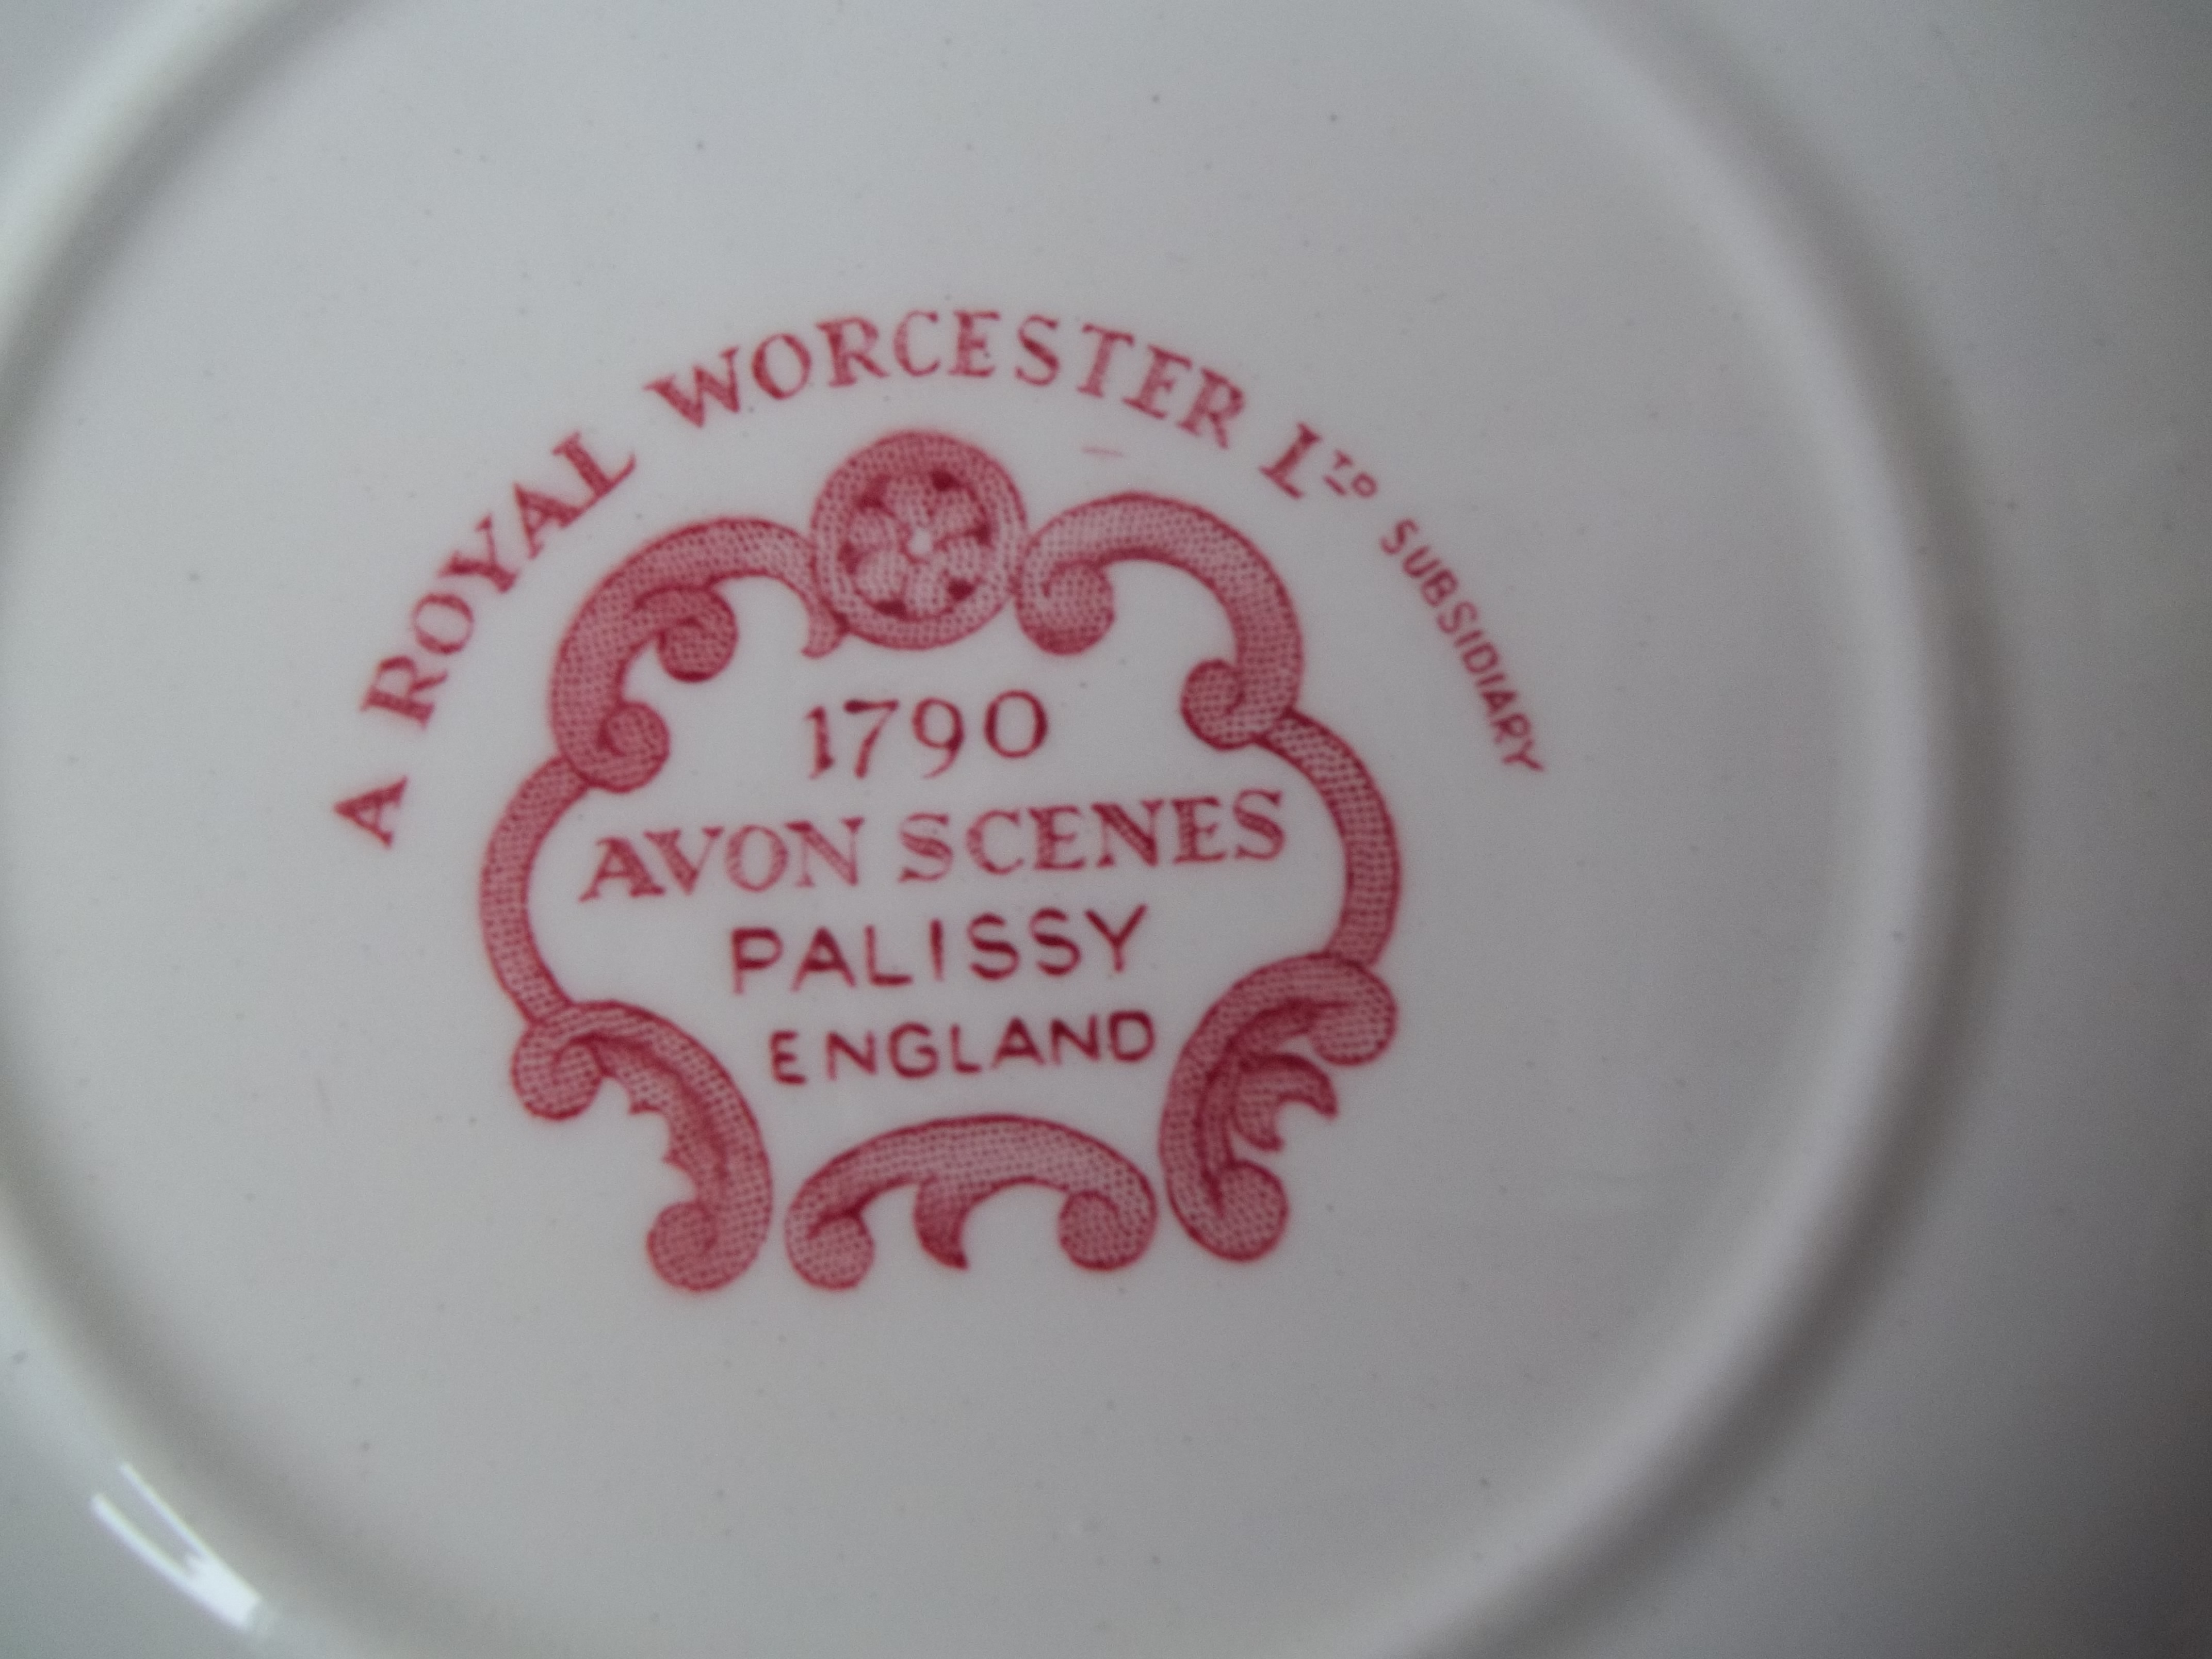 A ROYAL WORCESTER LTD SUBSIDIARY
1790
AVON SCENES
PALISSY
ENGLAND